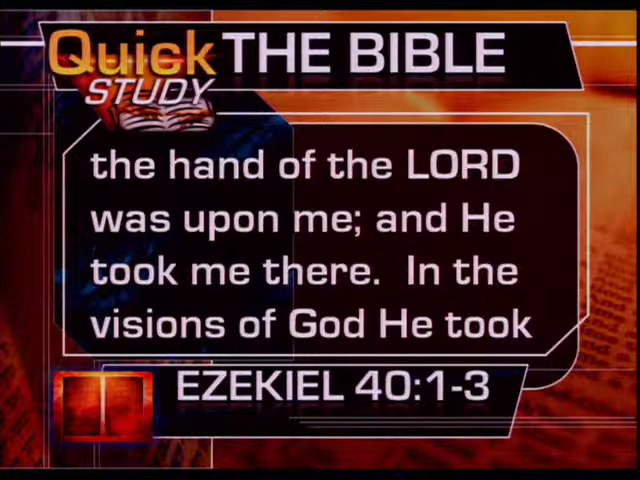 Quick STUDY THE BIBLE
the hand of the LORD
was upon me; and He
took me there. In the
visions of God He took
EZEKIEL 40:1-3